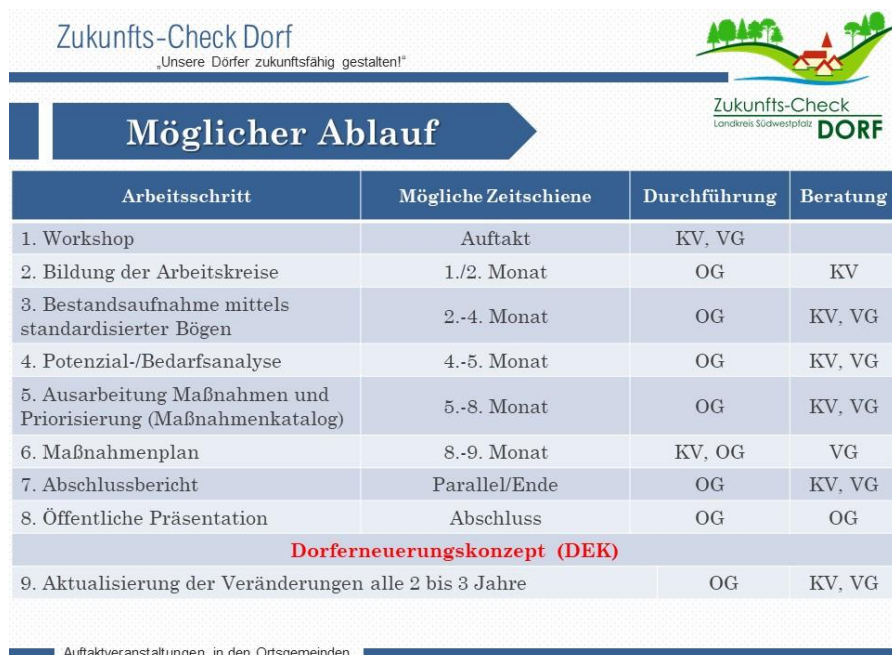 Zukunfts-Check Dorf
„Unsere Dörfer zukunftsfähig gestalten!“
Zukunfts-Check
Landkreis Südwestpfalz DORF
Möglicher Ablauf
Arbeitsschritt Mögliche Zeitschiene Durchführung Beratung
1. Workshop Auftakt KV, VG
2. Bildung der Arbeitskreise 1./2. Monat OG KV
3. Bestandsaufnahme mittels
standardisierter Bögen 2.-4. Monat OG KV, VG
4. Potenzial-/Bedarfsanalyse 4.-5. Monat OG KV, VG
5. Ausarbeitung Maßnahmen und
Priorisierung (Maßnahmenkatalog) 5.-8. Monat OG KV, VG
6. Maßnahmenplan 8.-9. Monat KV, OG VG
7. Abschlussbericht Parallel/Ende OG KV, VG
8. Öffentliche Präsentation Abschluss OG OG
Dorferneuerungskonzept (DEK)
9. Aktualisierung der Veränderungen alle 2 bis 3 Jahre OG KV, VG
Auftaktveranstaltungen in den Ortsgemeinden